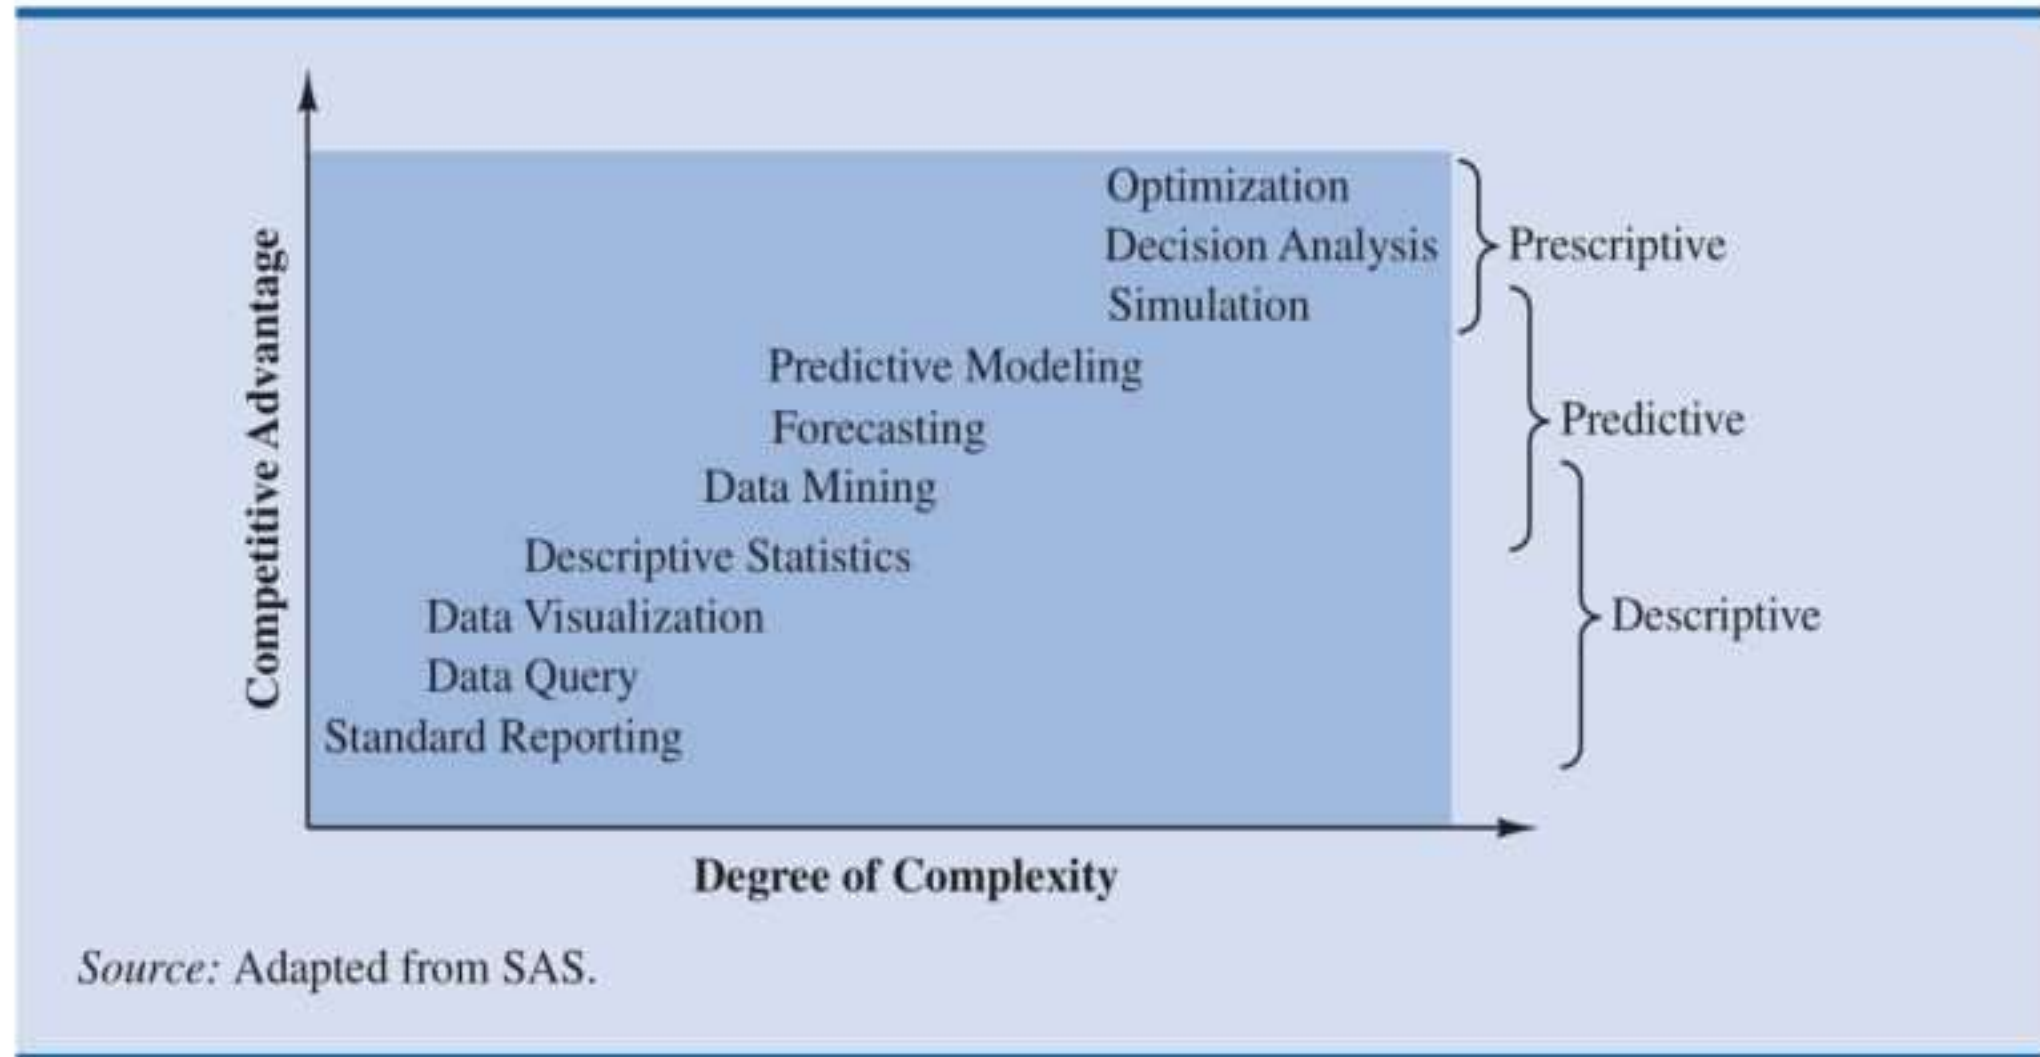 Competitive Advantage
Optimization
Decision Analysis
Simulation
Prescriptive
Predictive Modeling
Forecasting
Data Mining
Predictive
Descriptive Statistics
Data Visualization
Data Query
Standard Reporting
Descriptive
Degree of Complexity
Source: Adapted from SAS.